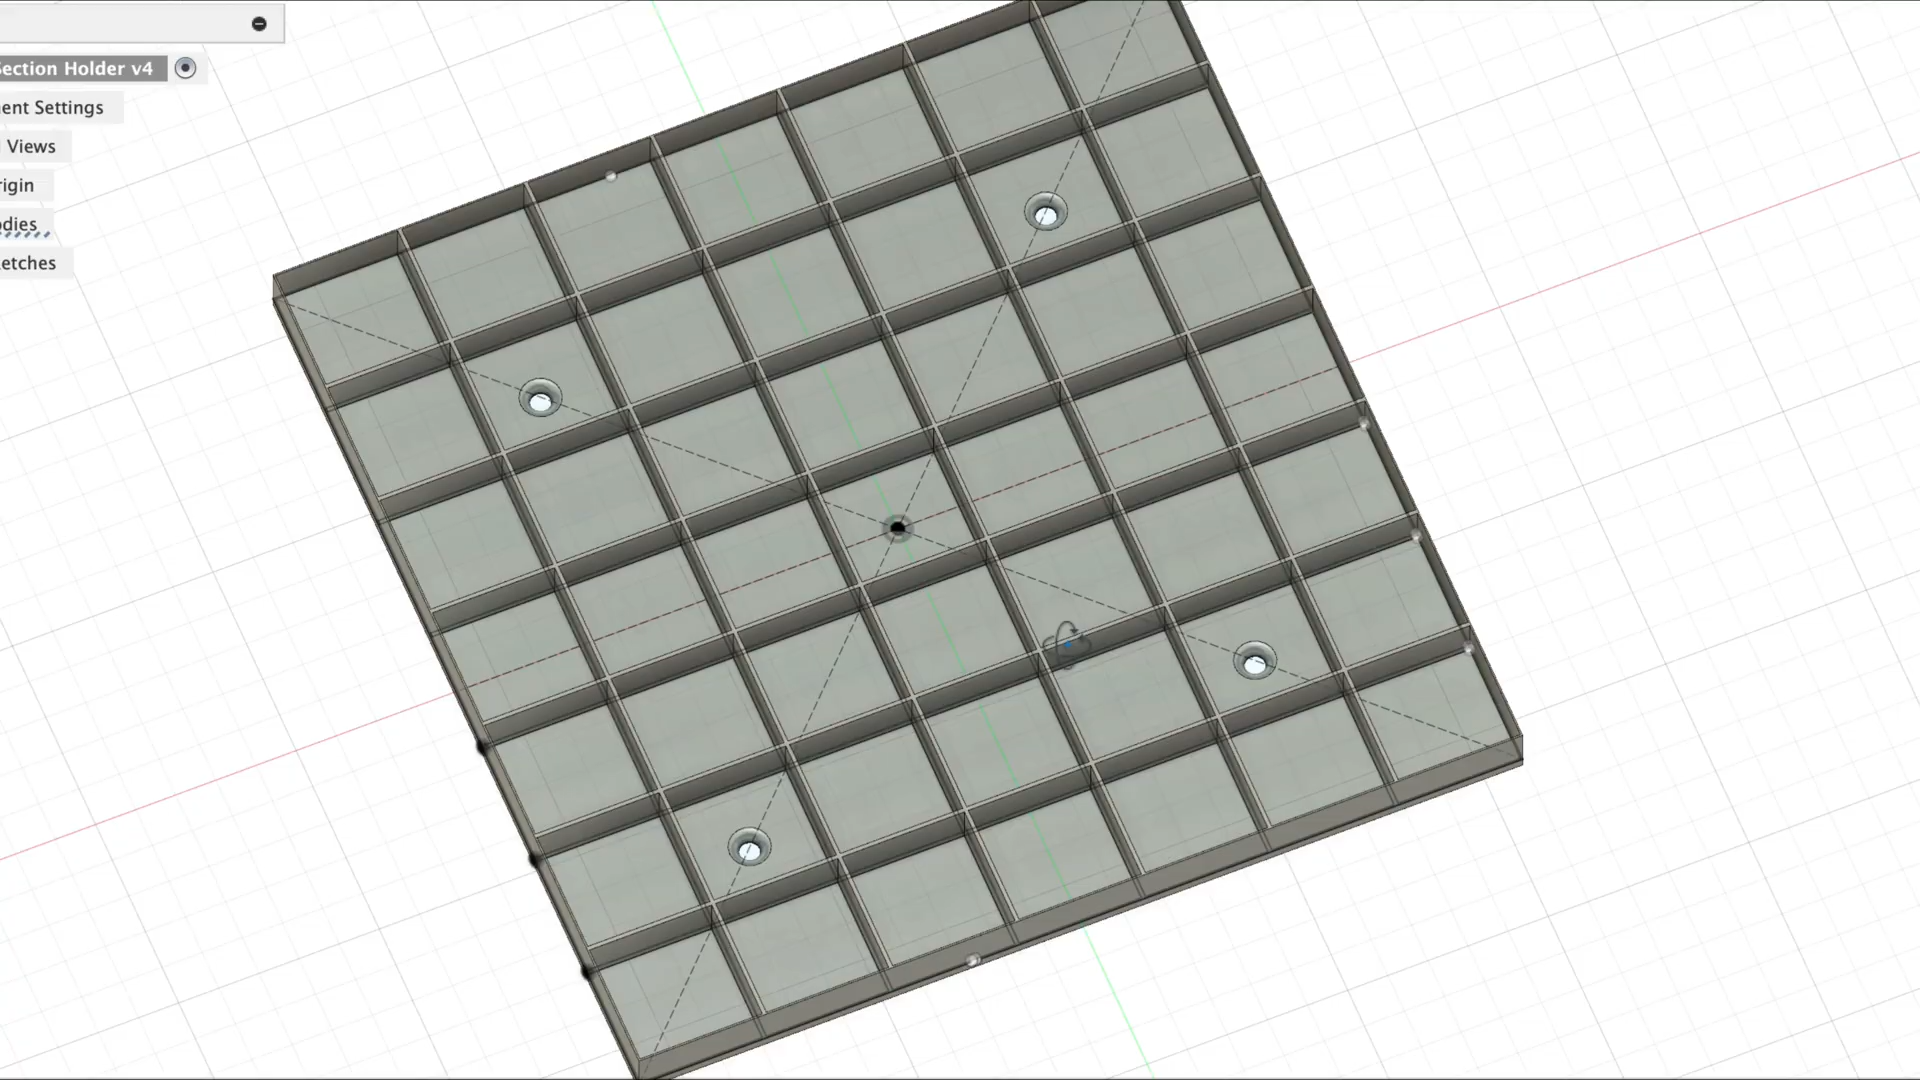 Section Holder v4
ent Settings
Views
rigin
odies
etches